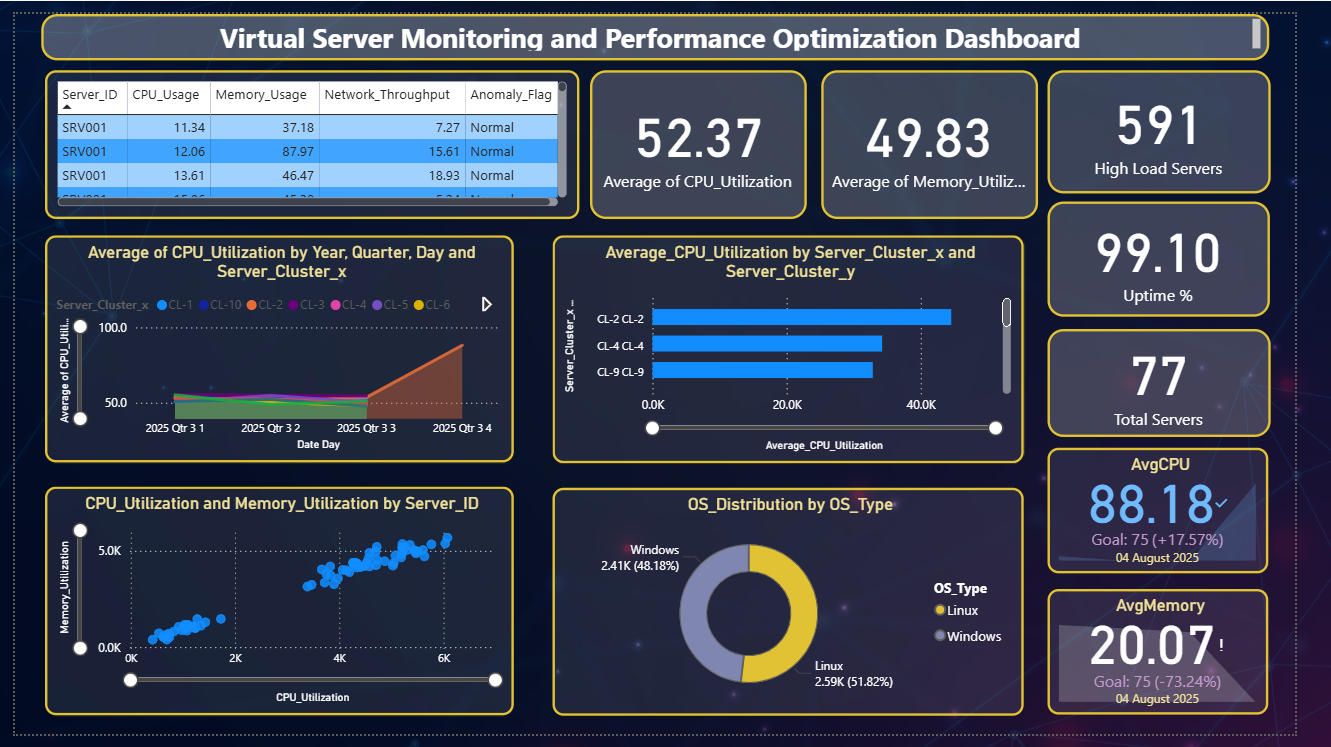 Virtual Server Monitoring and Performance Optimization Dashboard
Server_ID CPU_Usage Memory_Usage Network_Throughput Anomaly_Flag
SRV001 11.34 37.18 7.27 Normal
SRV001 12.06 87.97 15.61 Normal
SRV001 13.61 46.47 18.93 Normal
52.37
Average of CPU_Utilization
49.83
Average of Memory_Utiliz...
591
High Load Servers
99.10
Uptime %
77
Total Servers
Average of CPU_Utilization by Year, Quarter, Day and
Server_Cluster_x
Server_Cluster_x CL-1 CL-10 CL-2 CL-3 CL-4 CL-5 CL-6
Average of CPU_Utili...
100.0
50.0
2025 Qtr 3 1 2025 Qtr 3 2 2025 Qtr 3 3 2025 Qtr 3 4
Date Day
Average_CPU_Utilization by Server_Cluster_x and
Server_Cluster_y
Server_Cluster_x ...
CL-2 CL-2
CL-4 CL-4
CL-9 CL-9
0.0K 20.0K 40.0K
Average_CPU_Utilization
AvgCPU
88.18
Goal: 75 (+17.57%)
04 August 2025
CPU_Utilization and Memory_Utilization by Server_ID
Memory_Utilization
5.0K
0.0K
0K 2K 4K 6K
CPU_Utilization
OS_Distribution by OS_Type
Windows
2.41K (48.18%)
Linux
2.59K (51.82%)
OS_Type
Linux
Windows
AvgMemory
20.07!
Goal: 75 (-73.24%)
04 August 2025